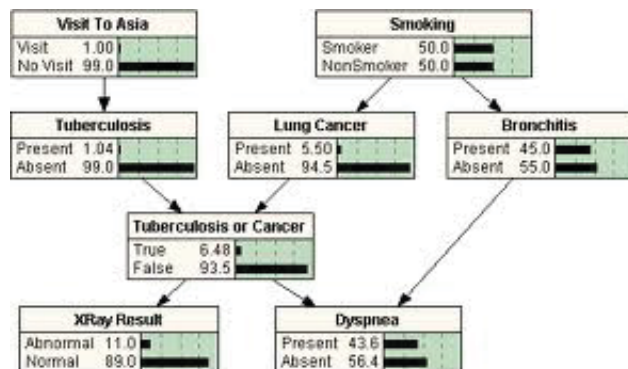 Visit To Asia
Visit 1.00
No Visit 99.0
Smoking
Smoker 50.0
NonSmoker 50.0
Tuberculosis
Present 1.04
Absent 99.0
Lung Cancer
Present 5.50
Absent 94.5
Bronchitis
Present 45.0
Absent 55.0
Tuberculosis or Cancer
True 6.48
False 93.5
XRay Result
Abnormal 11.0
Normal 89.0
Dyspnea
Present 43.6
Absent 56.4